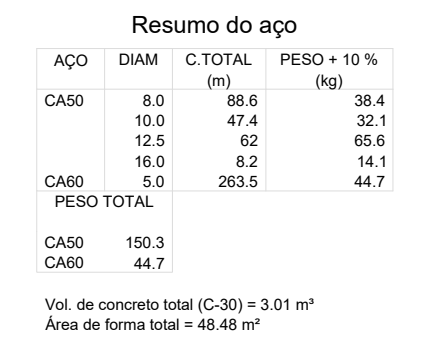 Resumo do aço
AÇO DIAM C.TOTAL PESO + 10 %
(m) (kg)
CA50 8.0 88.6 38.4
10.0 47.4 32.1
12.5 62 65.6
16.0 8.2 14.1
CA60 5.0 263.5 44.7
PESO TOTAL
CA50 150.3
CA60 44.7
Vol. de concreto total (C-30) = 3.01 m³
Área de forma total = 48.48 m²